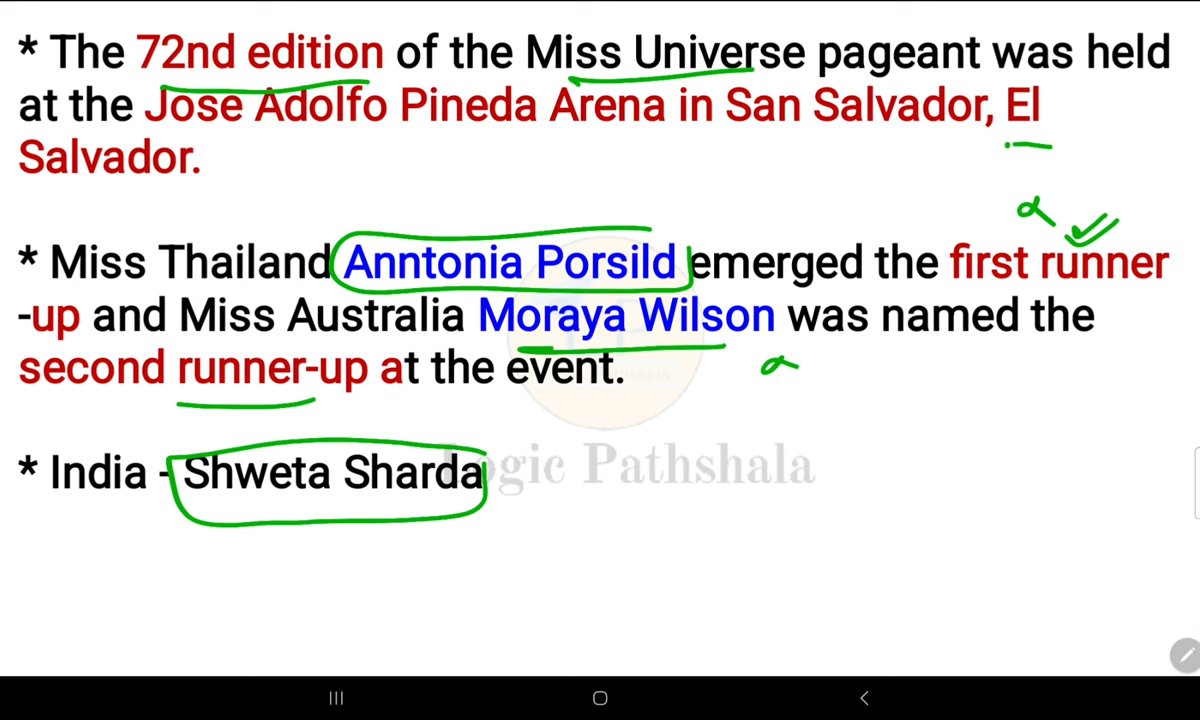 * The 72nd edition of the Miss Universe pageant was held
at the Jose Adolfo Pineda Arena in San Salvador, El
Salvador.
* Miss Thailand Anntonia Porsild emerged the first runner
-up and Miss Australia Moraya Wilson was named the
second runner-up at the event.
* India - Shweta Sharda
Logic Pathshala